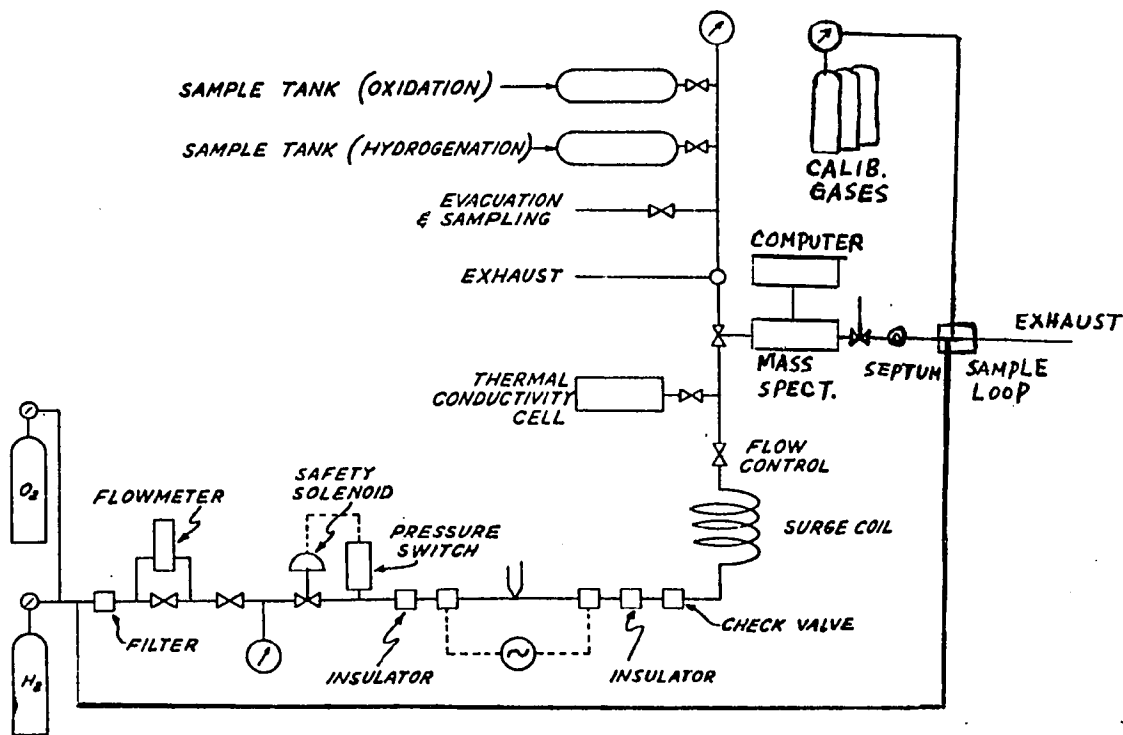 SAMPLE TANK (OXIDATION)
SAMPLE TANK (HYDROGENATION)
CALIB.
GASES
EVACUATION
& SAMPLING
COMPUTER
EXHAUST
EXHAUST
MASS
SPECT.
SEPTUM
SAMPLE
LOOP
THERMAL
CONDUCTIVITY
CELL
FLOW
CONTROL
SAFETY
SOLENOID
O2
FLOWMETER
PRESSURE
SWITCH
SURGE COIL
H2
FILTER
INSULATOR
INSULATOR
CHECK VALVE